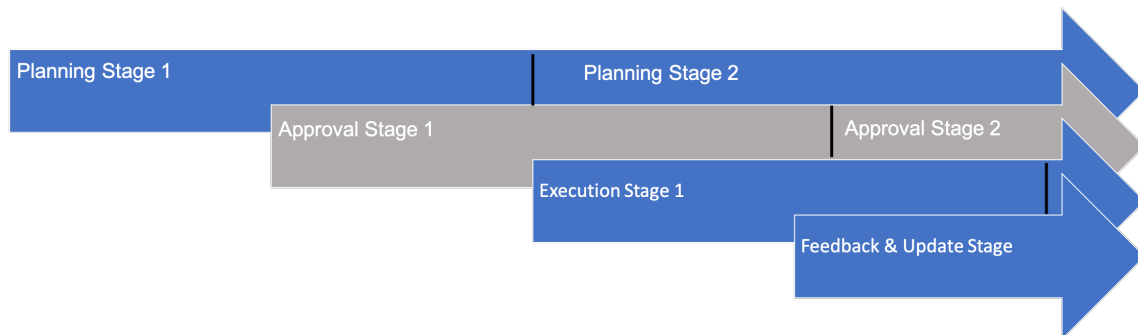 Planning Stage 1
Planning Stage 2
Approval Stage 1
Approval Stage 2
Execution Stage 1
Feedback & Update Stage